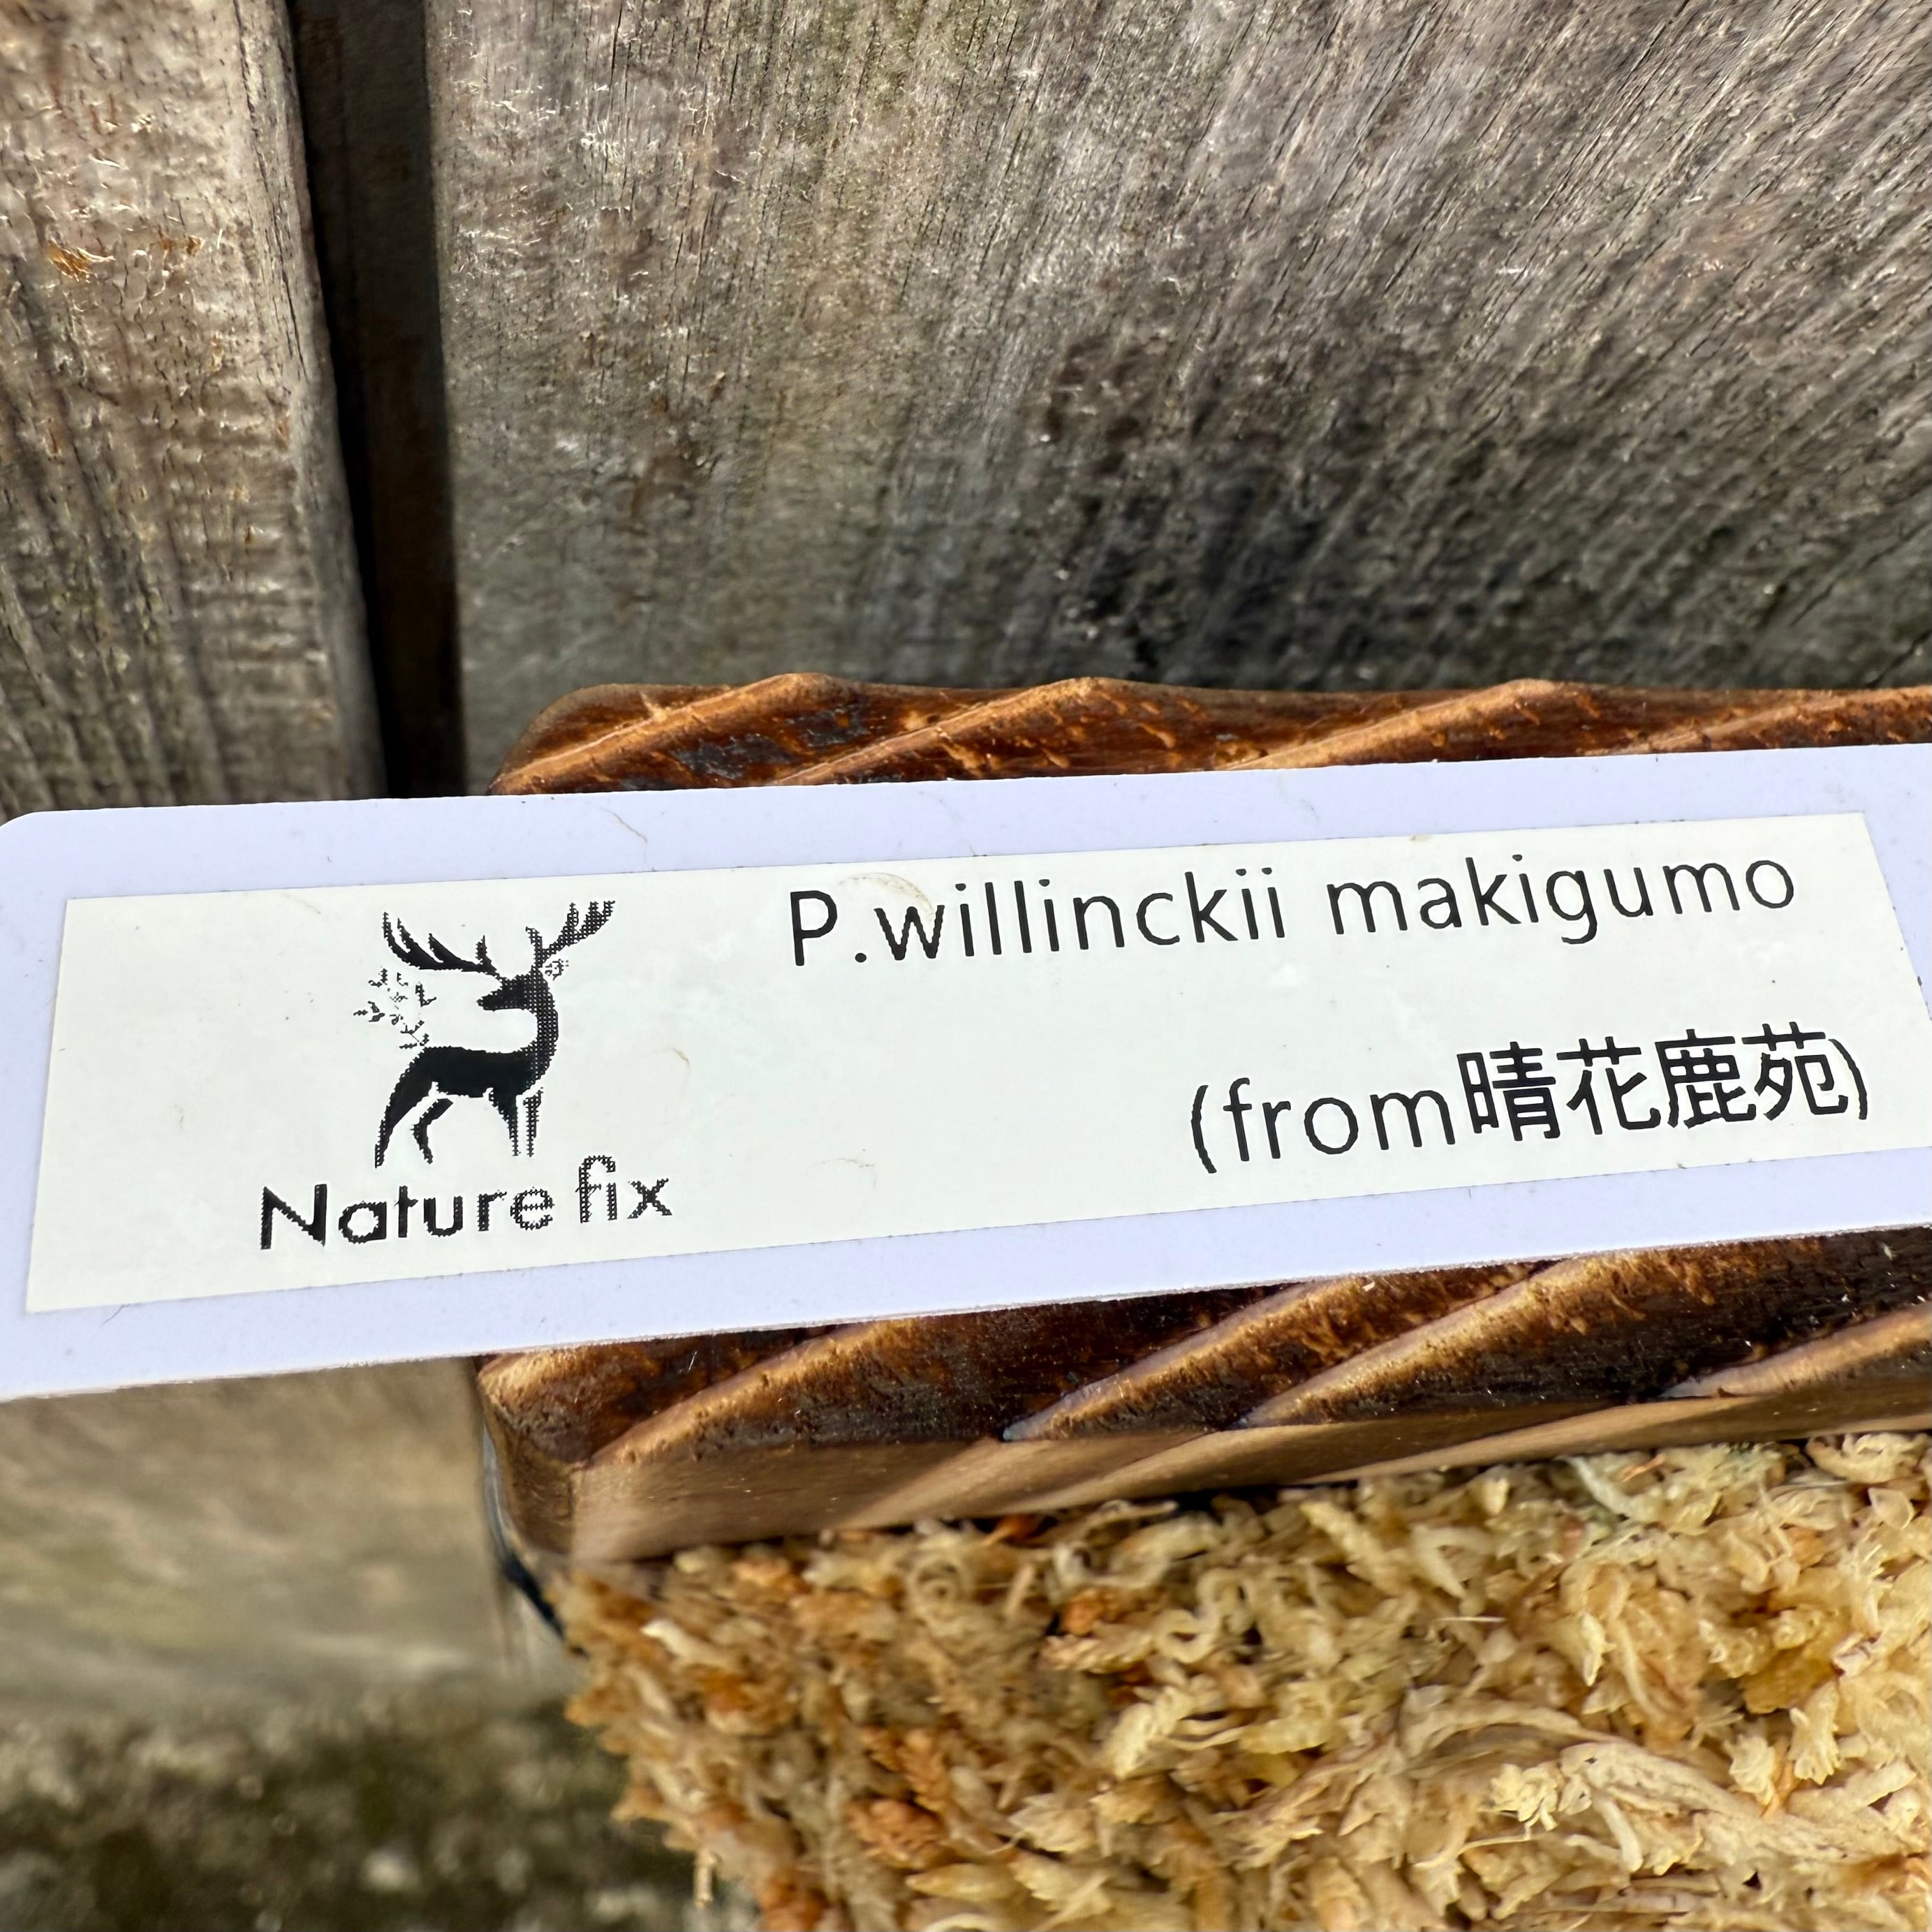 P.willinckii makigumo
(from晴花鹿苑)
Nature fix